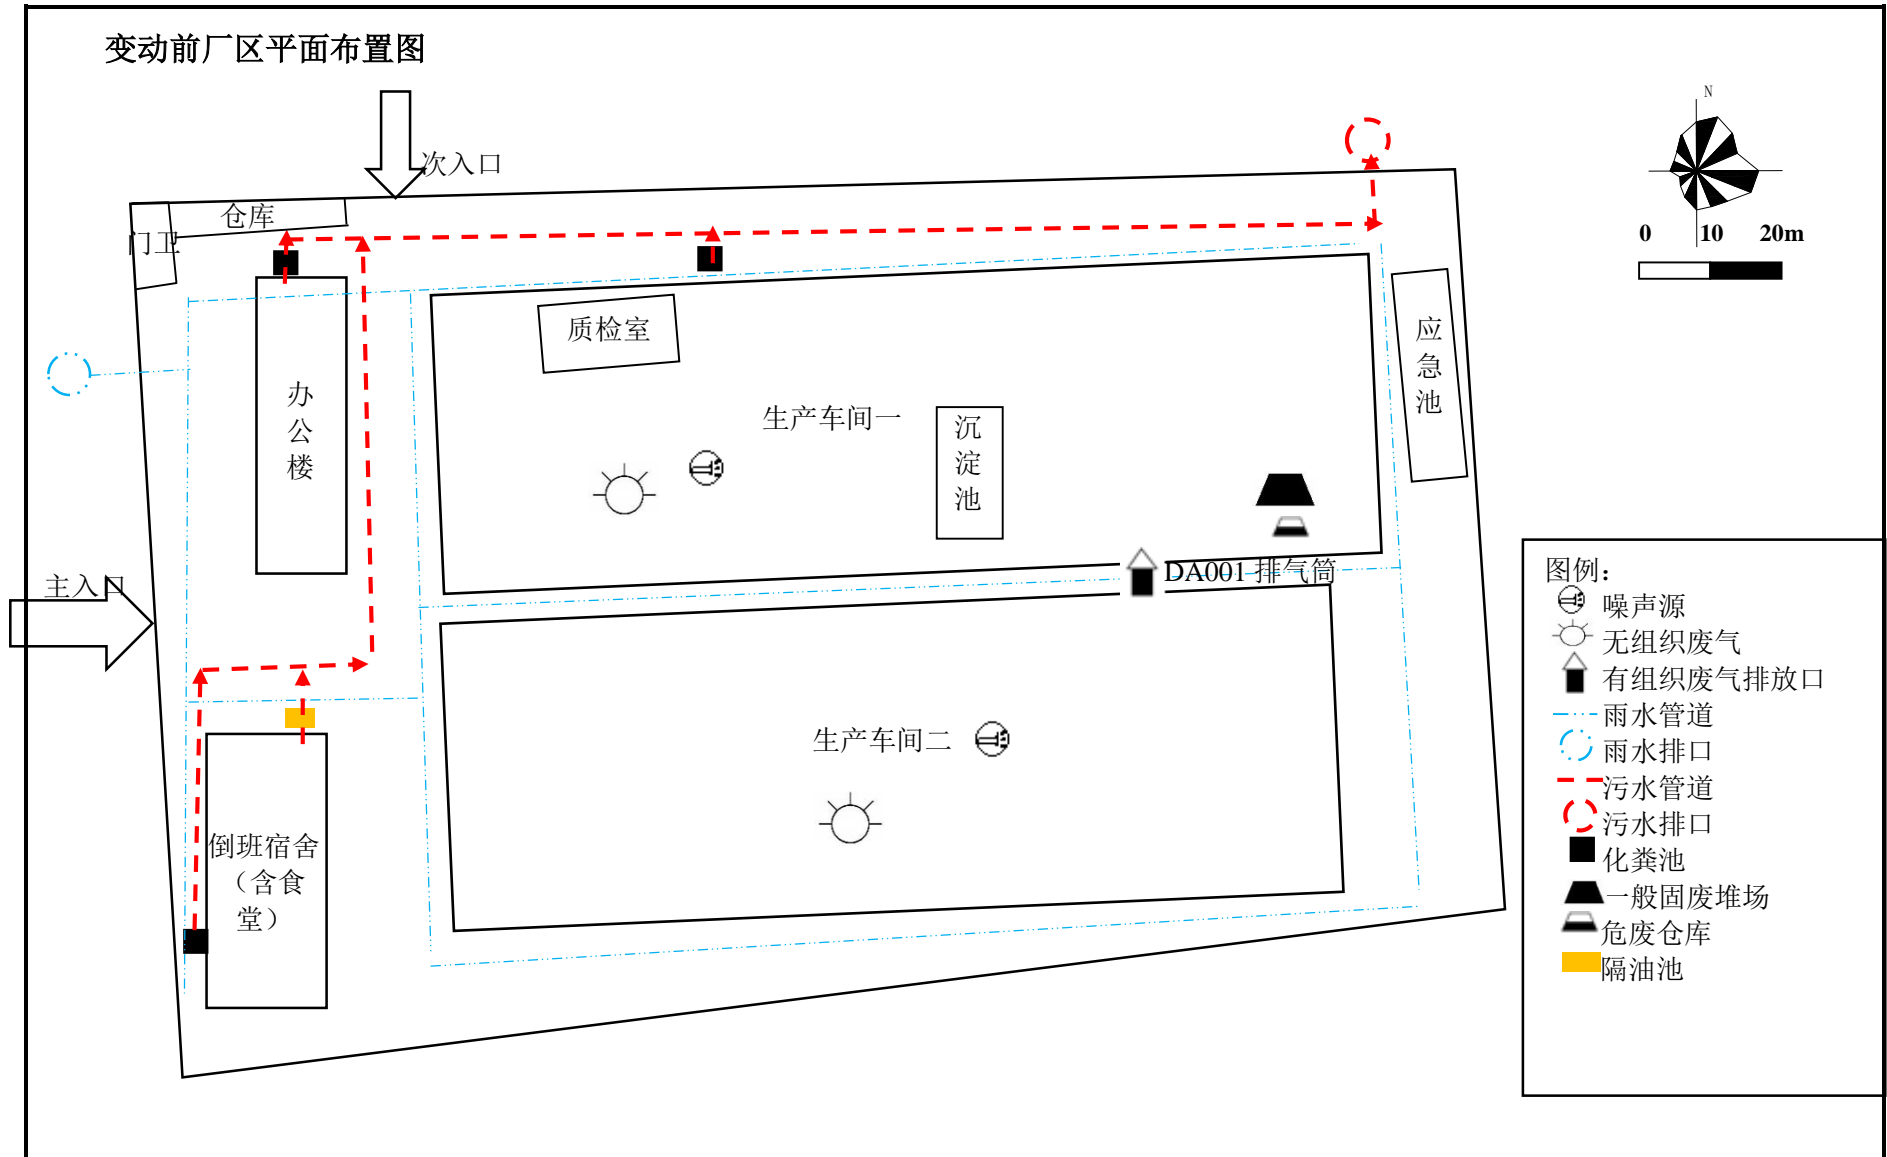 变动前厂区平面布置图
N
次入口
仓库
门卫
0 10 20m
质检室
应
急
池
办
公
楼
生产车间一
沉
淀
池
主入口
DA001 排气筒
生产车间二
倒班宿舍
（含食
堂）
图例：
噪声源
无组织废气
有组织废气排放口
雨水管道
雨水排口
污水管道
污水排口
化粪池
一般固废堆场
危废仓库
隔油池